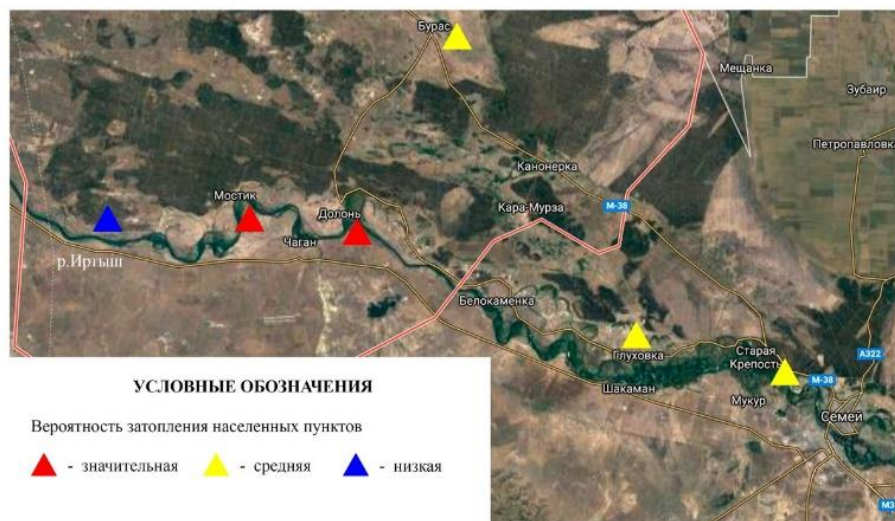 Бурас
Мещанка
Зубаир
Петропавловка
Канонерка
Мостик
Кара-Мурза
М-38
Долонь
Чаган
р.Иртыш
Белокаменка
Глуховка
Старая
Крепость
А322
М-38
Шакаман
Мукур
Семей
УСЛОВНЫЕ ОБОЗНАЧЕНИЯ
Вероятность затопления населенных пунктов
- значительная - средняя - низкая